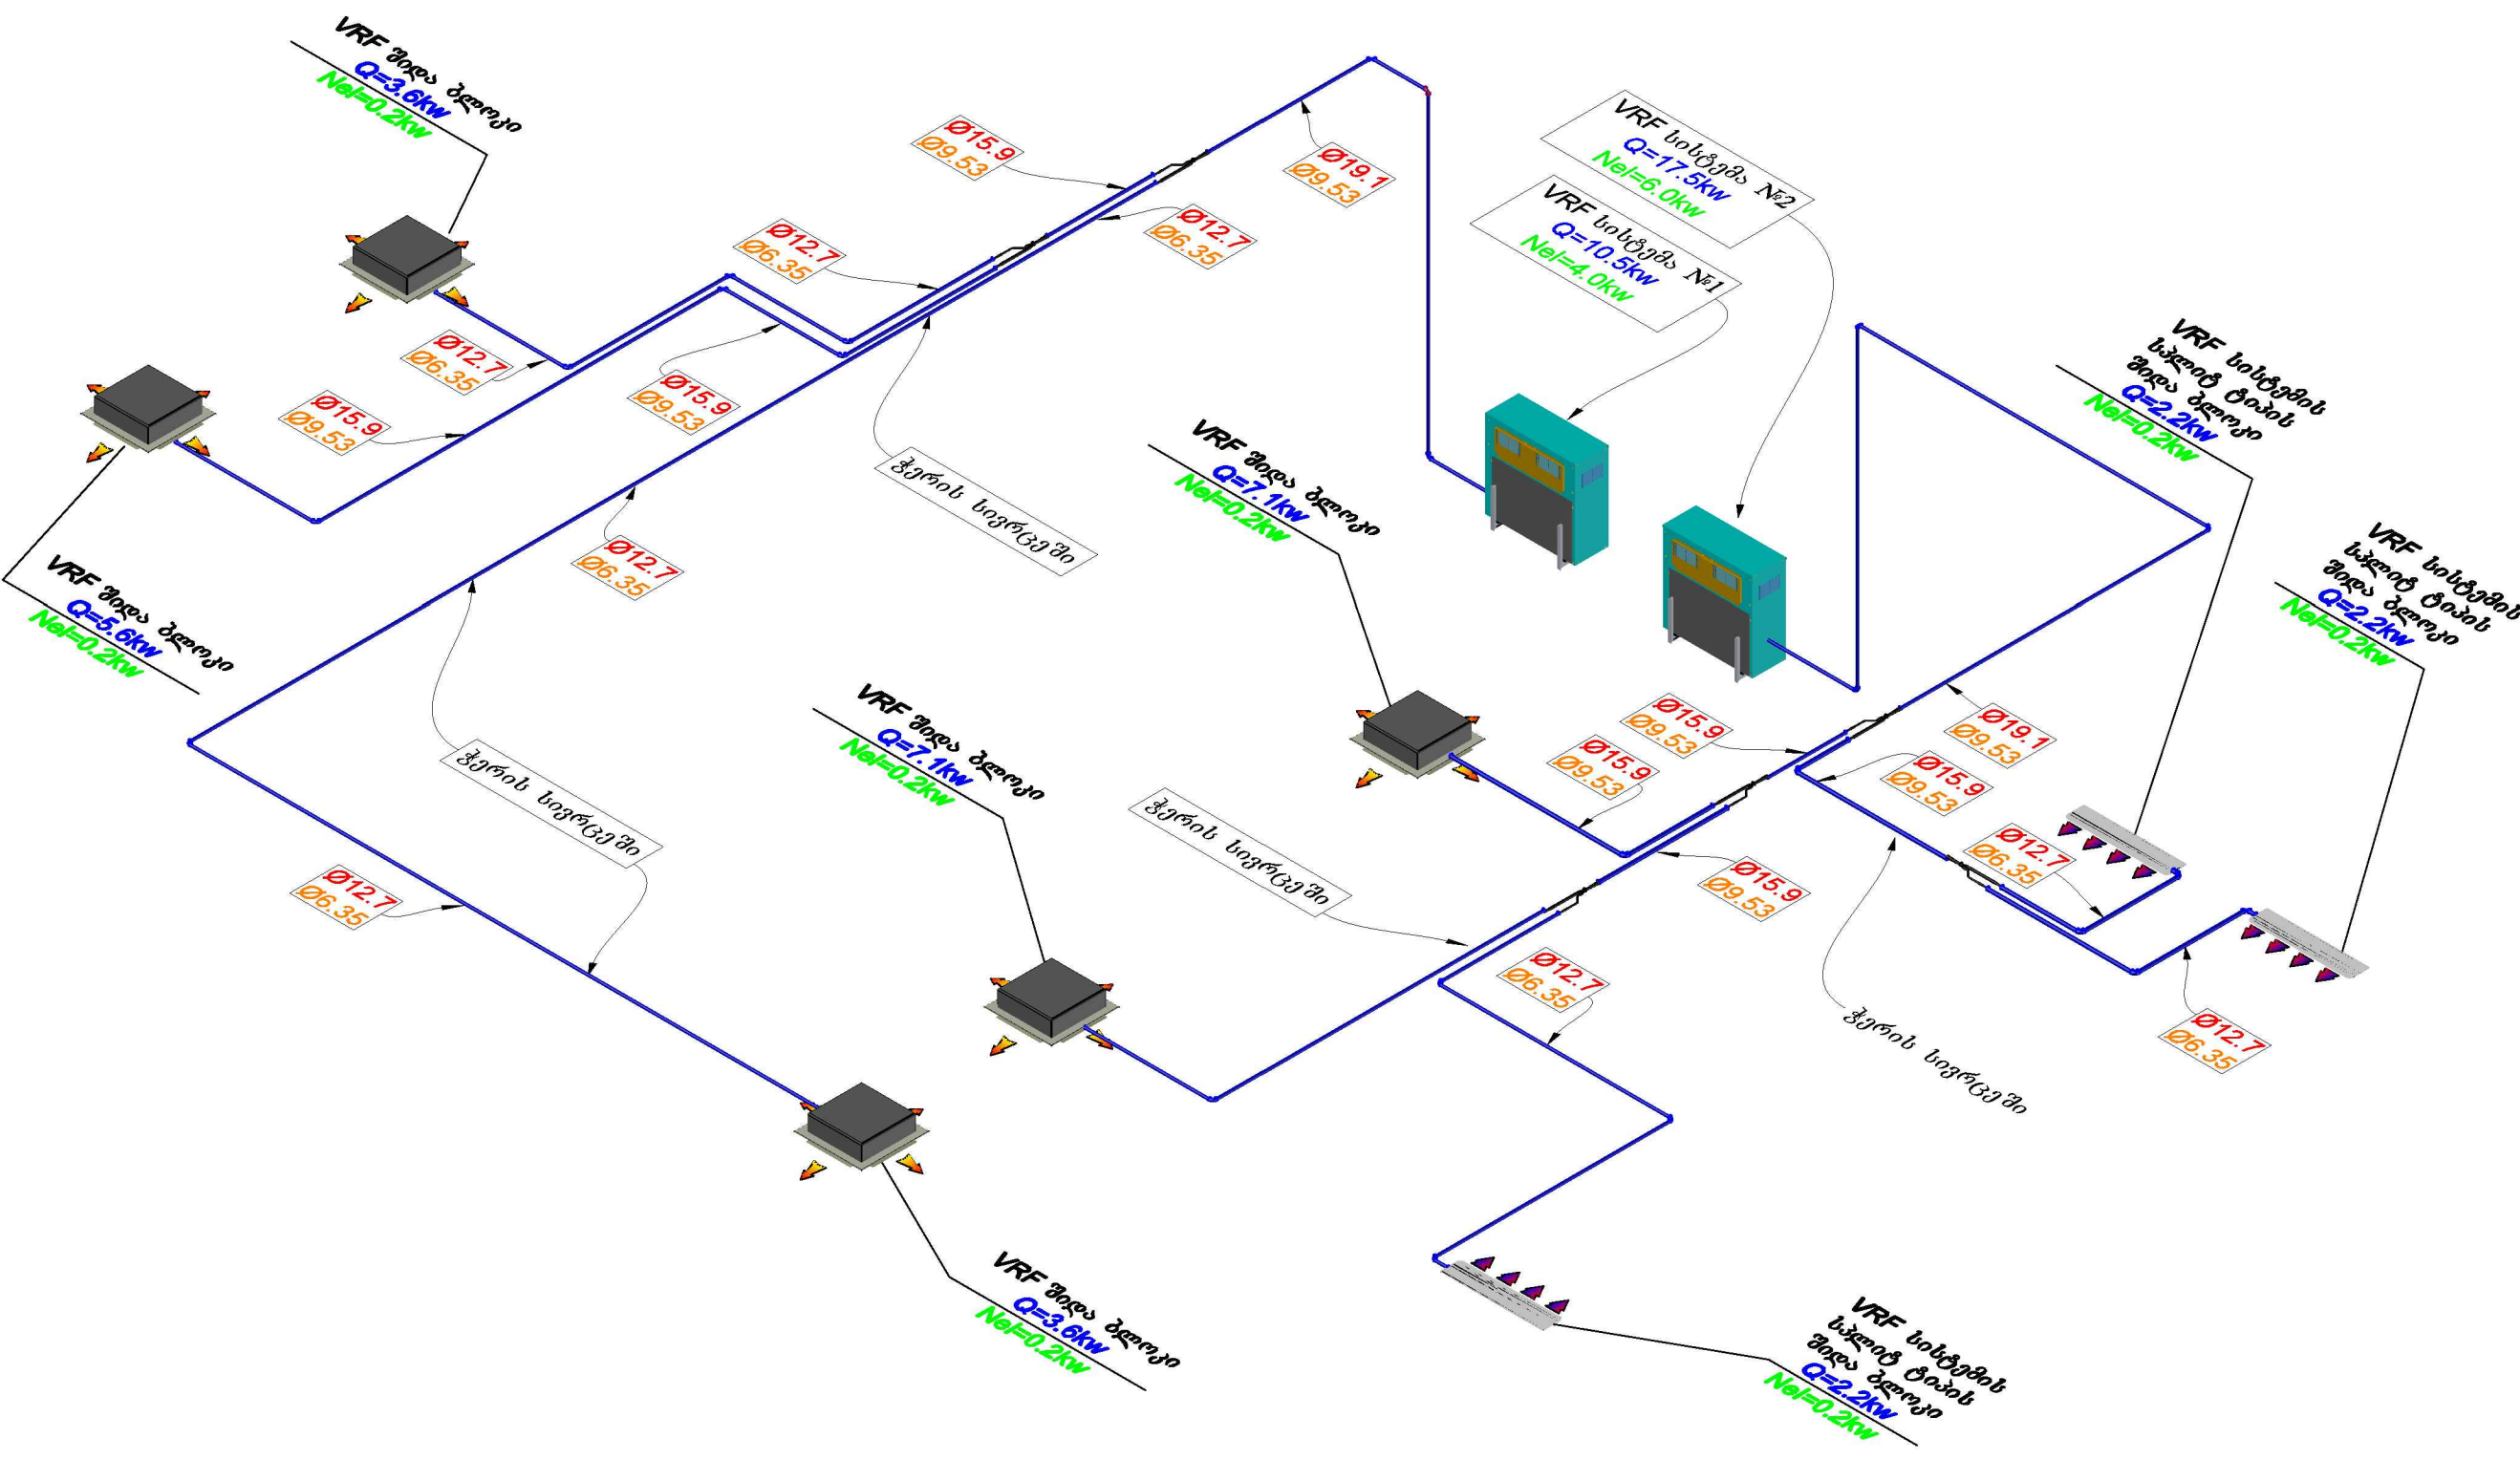 VRF შიდა ბლოკი
Q=3.6kw
Nel=0.2kw
Ø15.9
Ø9.53
Ø19.1
Ø9.53
VRF სისტემა №2
Q=17.5kw
Nel=6.0kw
VRF სისტემა №1
Q=10.5kw
Nel=4.0kw
Ø12.7
Ø6.35
Ø12.7
Ø6.35
Ø12.7
Ø6.35
Ø15.9
Ø9.53
Ø15.9
Ø9.53
ჭერის სივრცეში
Ø12.7
Ø6.35
VRF შიდა ბლოკი
Q=5.6kw
Nel=0.2kw
VRF შიდა ბლოკი
Q=7.1kw
Nel=0.2kw
VRF სისტემის
სპლიტ ტიპის
შიდა ბლოკი
Q=2.2kw
Nel=0.2kw
VRF სისტემის
სპლიტ ტიპის
შიდა ბლოკი
Q=2.2kw
Nel=0.2kw
VRF შიდა ბლოკი
Q=7.1kw
Nel=0.2kw
Ø15.9
Ø9.53
Ø15.9
Ø9.53
Ø19.1
Ø9.53
Ø15.9
Ø9.53
ჭერის სივრცეში
ჭერის სივრცეში
Ø12.7
Ø6.35
Ø12.7
Ø6.35
Ø15.9
Ø9.53
Ø12.7
Ø6.35
ჭერის სივრცეში
Ø12.7
Ø6.35
VRF შიდა ბლოკი
Q=3.6kw
Nel=0.2kw
VRF სისტემის
სპლიტ ტიპის
შიდა ბლოკი
Q=2.2kw
Nel=0.2kw